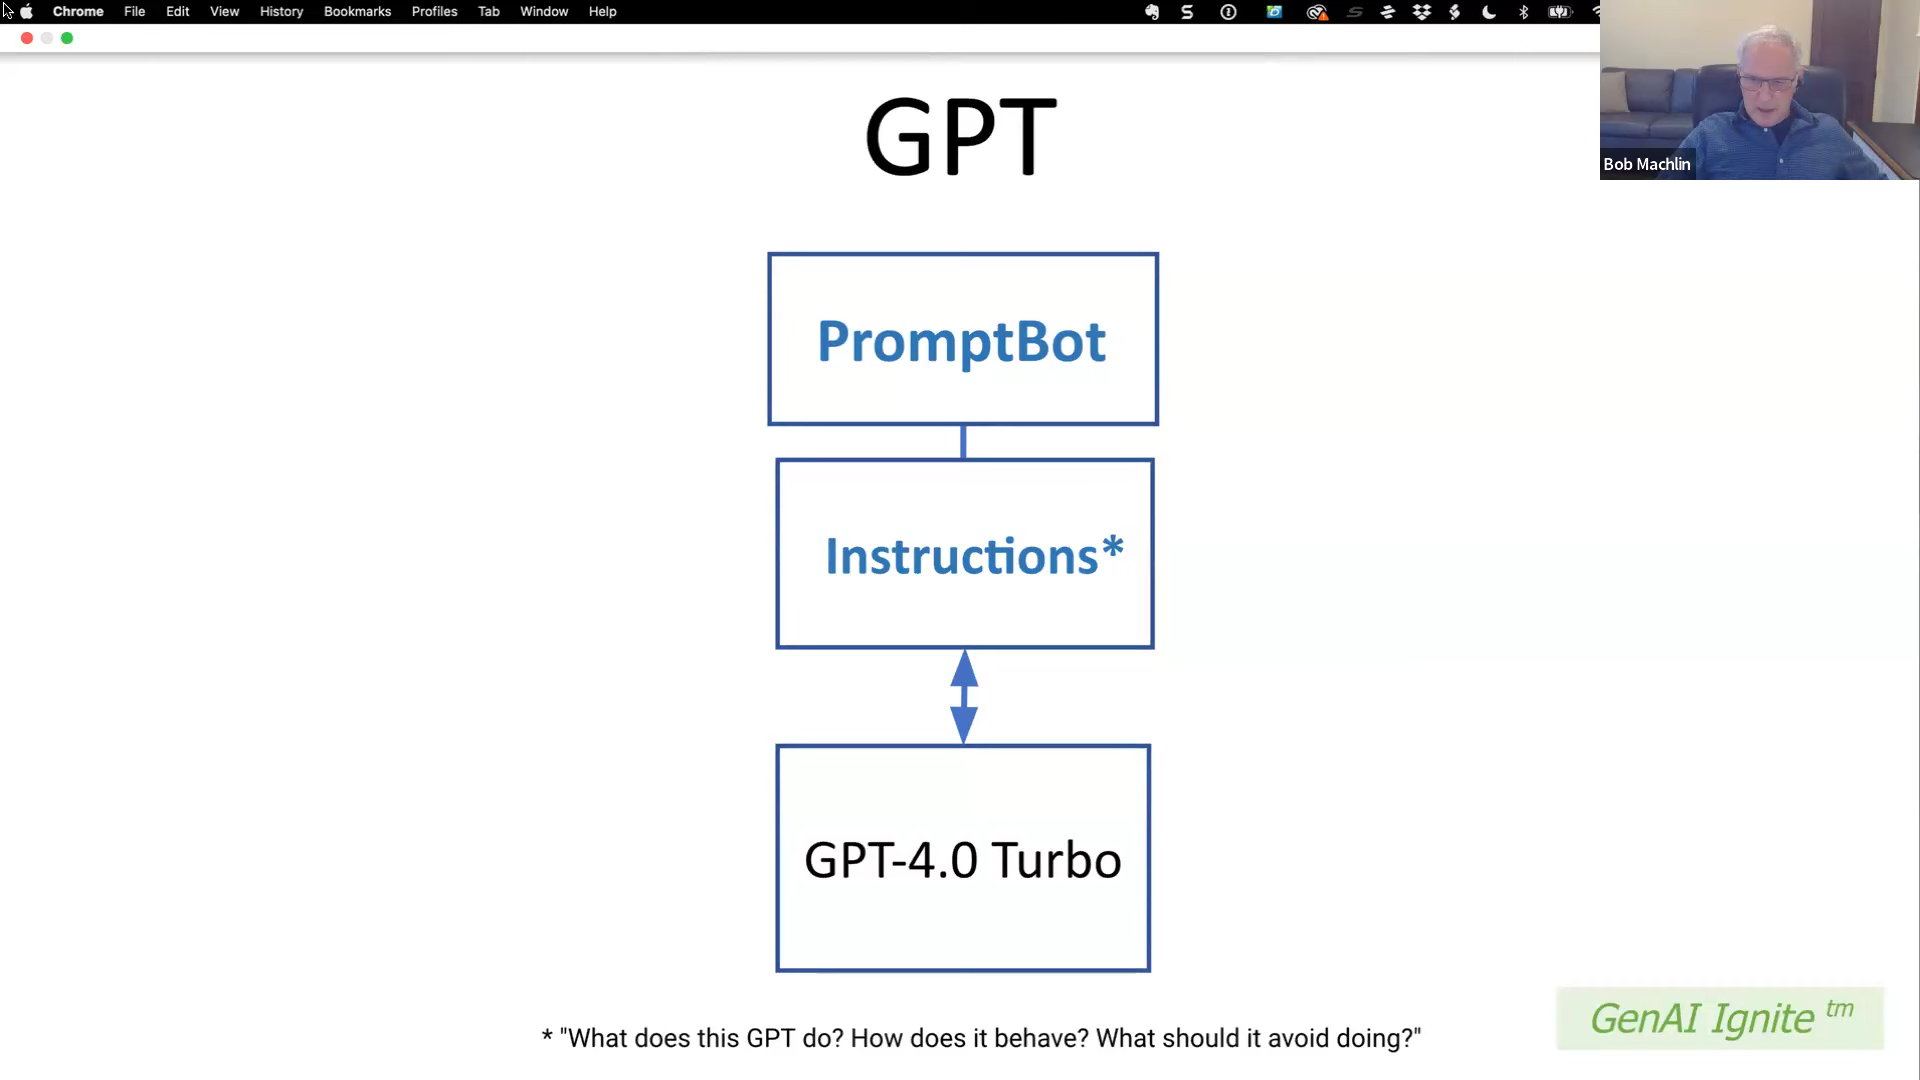 Chrome File Edit View History Bookmarks Profiles Tab Window Help
GPT
Bob Machlin
PromptBot
Instructions*
GPT-4.0 Turbo
* "What does this GPT do? How does it behave? What should it avoid doing?"
GenAI Ignite tm